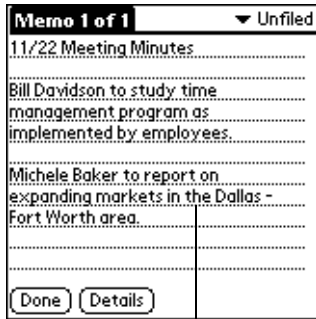 Memo 1 of 1
Unfiled
11/22 Meeting Minutes
Bill Davidson to study time
management program as
implemented by employees.
Michele Baker to report on
expanding markets in the Dallas -
Fort Worth area.
Done Details